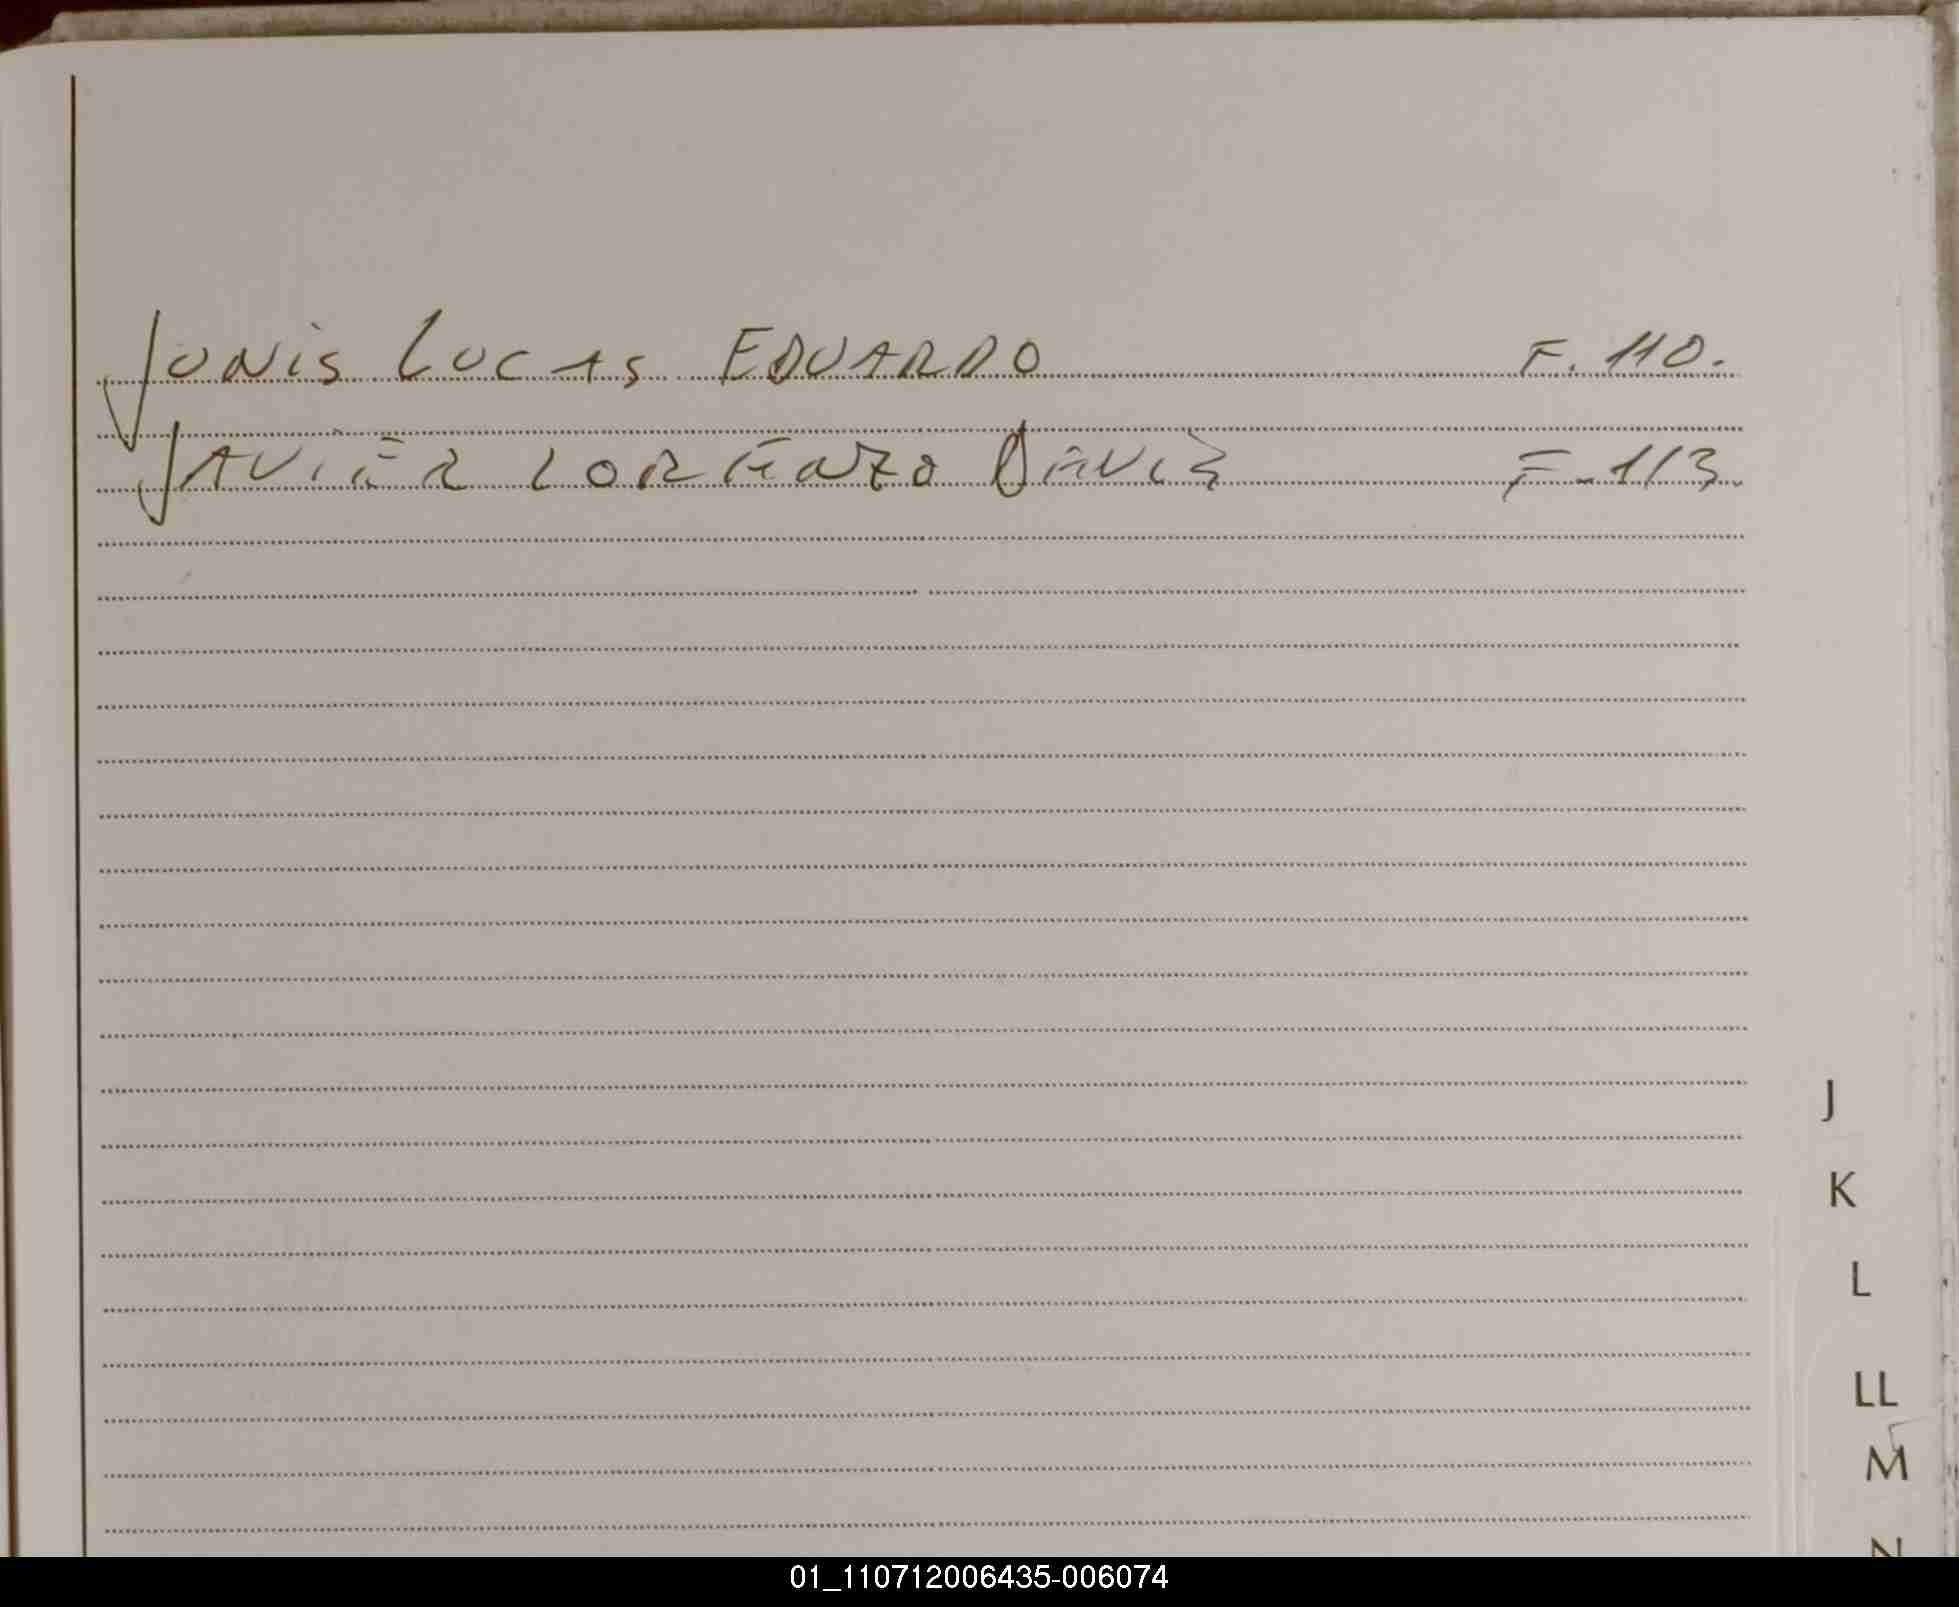 JONIS LUCAS EDUARDO F. 110.
JAVIER LORENZO DAVIS F. 113.
J
K
L
LL
M
N
01_110712006435-006074